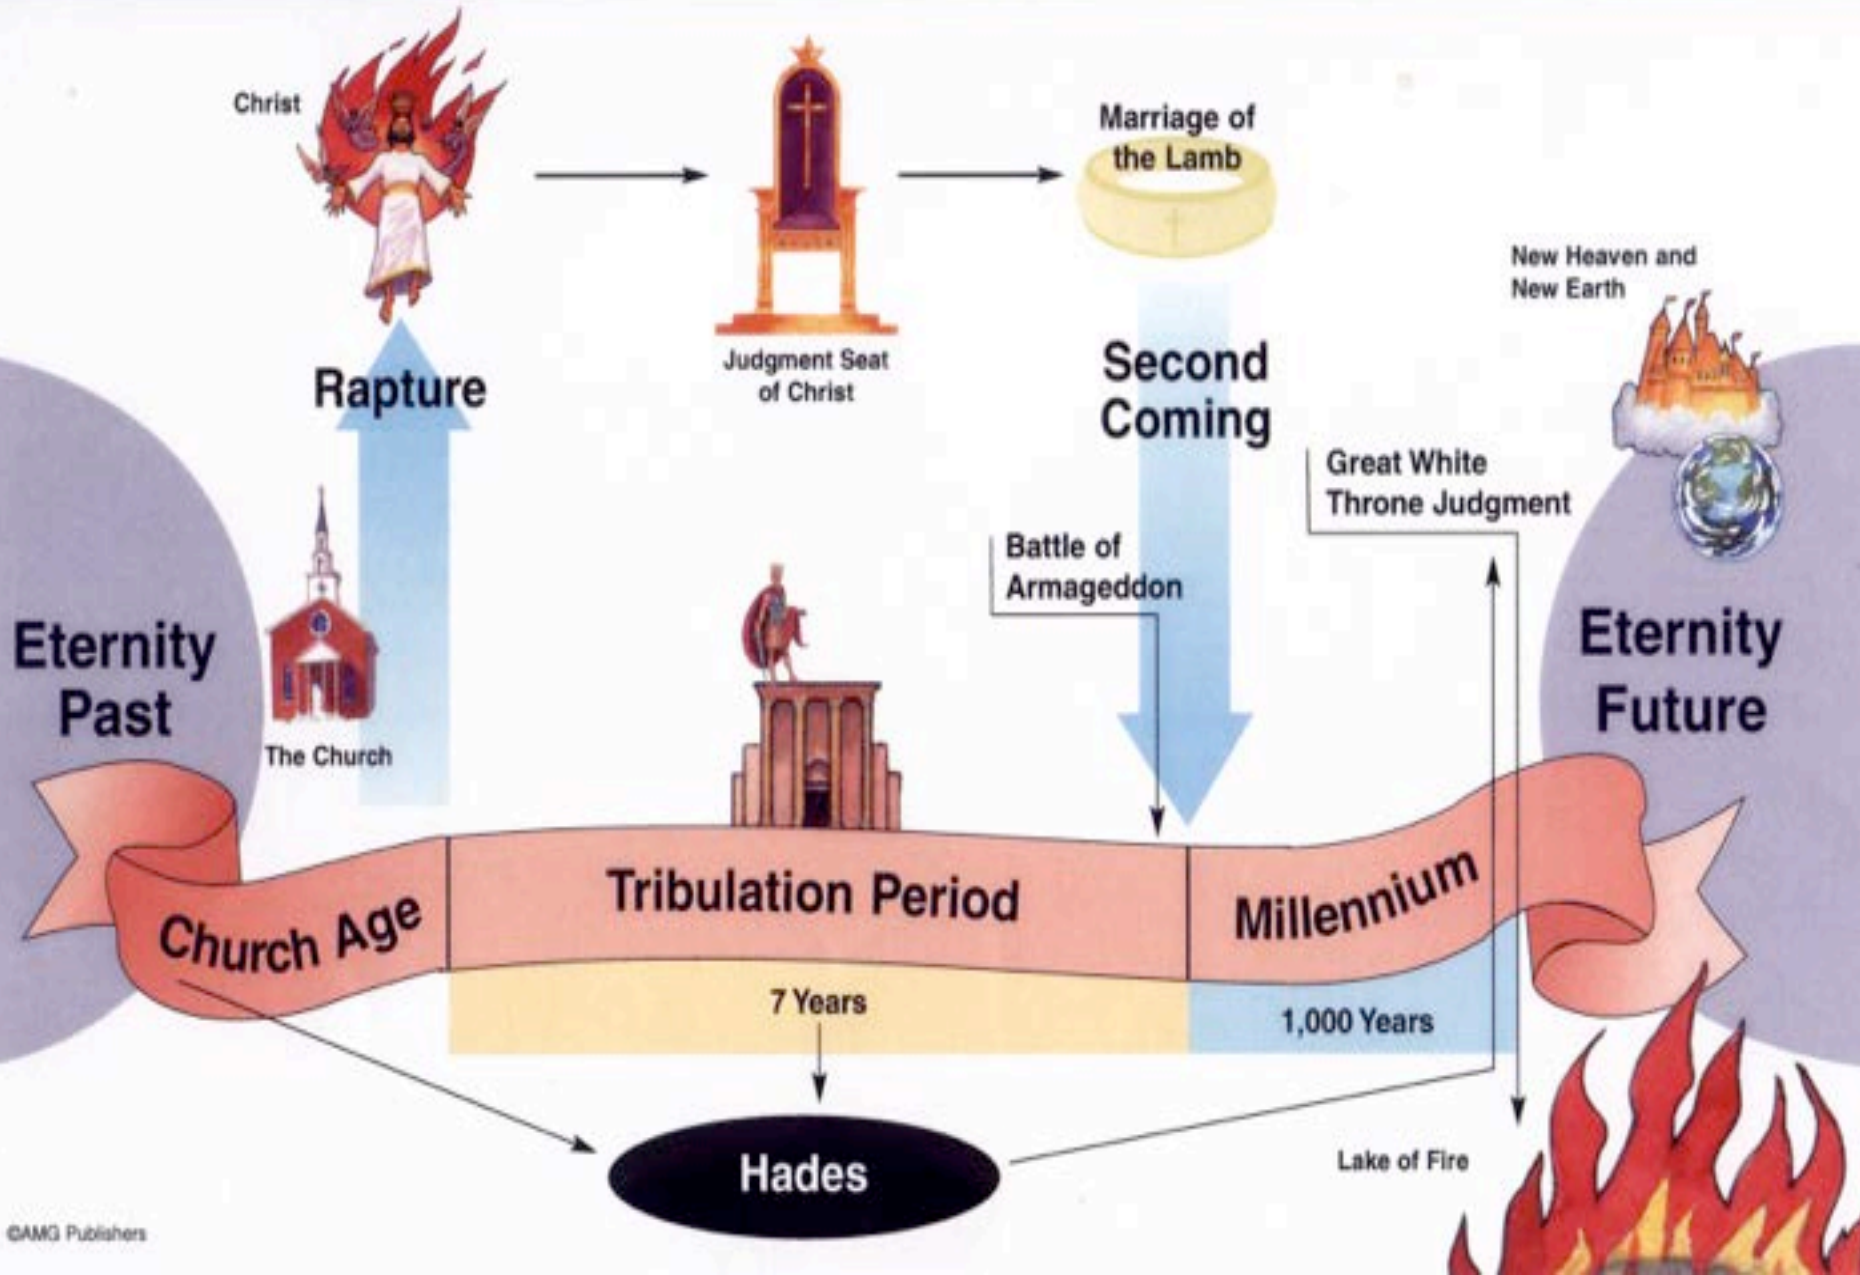 Christ
Marriage of
the Lamb
New Heaven and
New Earth
Rapture
Judgment Seat
of Christ
Second
Coming
Great White
Throne Judgment
Battle of
Armageddon
Eternity
Past
The Church
Eternity
Future
Church Age
Tribulation Period
Millennium
7 Years
1,000 Years
Hades
Lake of Fire
©AMG Publishers